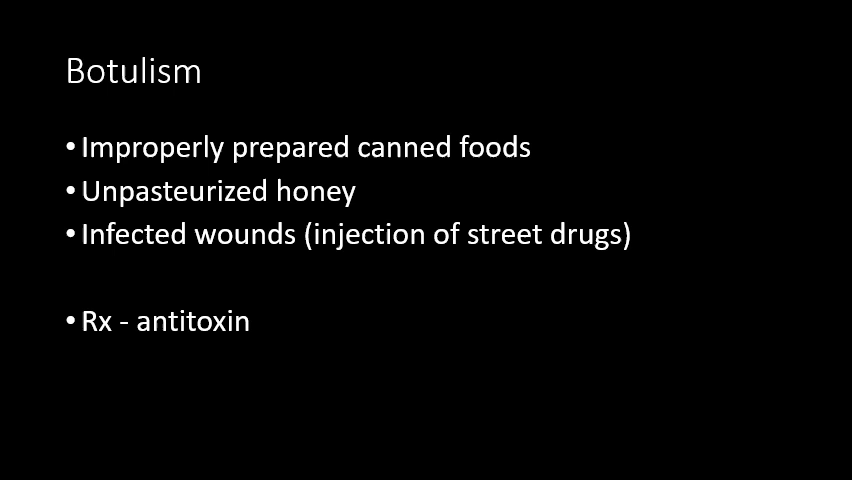 Botulism
• Improperly prepared canned foods
• Unpasteurized honey
• Infected wounds (injection of street drugs)
• Rx - antitoxin